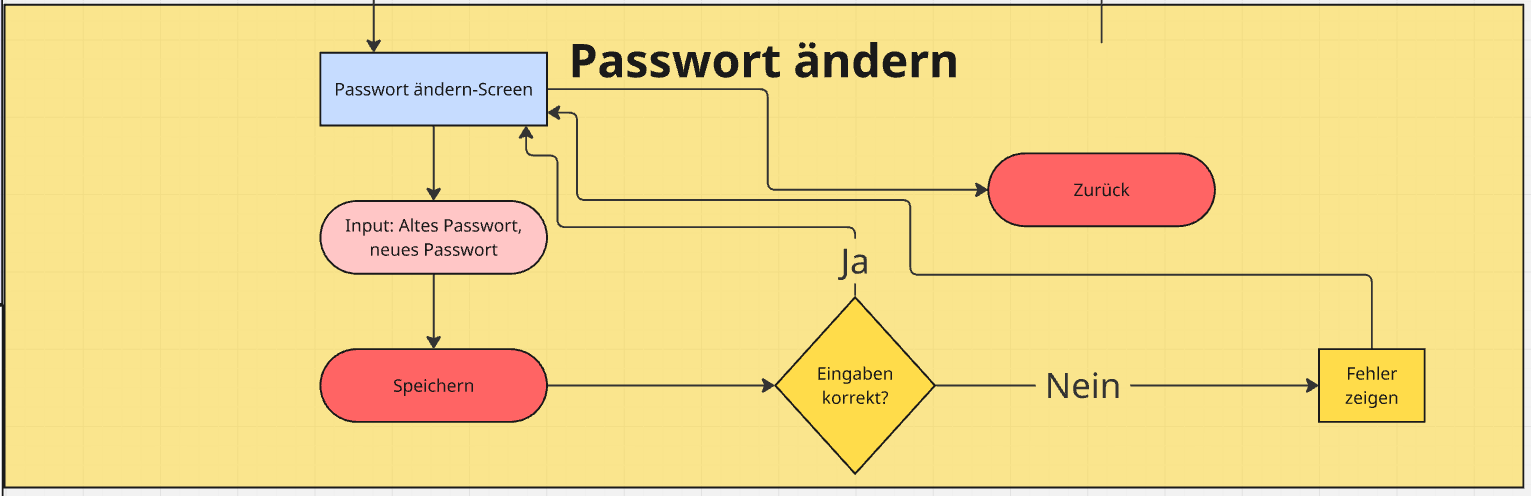 Passwort ändern
Passwort ändern-Screen
Zurück
Input: Altes Passwort,
neues Passwort
Ja
Speichern
Eingaben
korrekt?
Nein
Fehler
zeigen